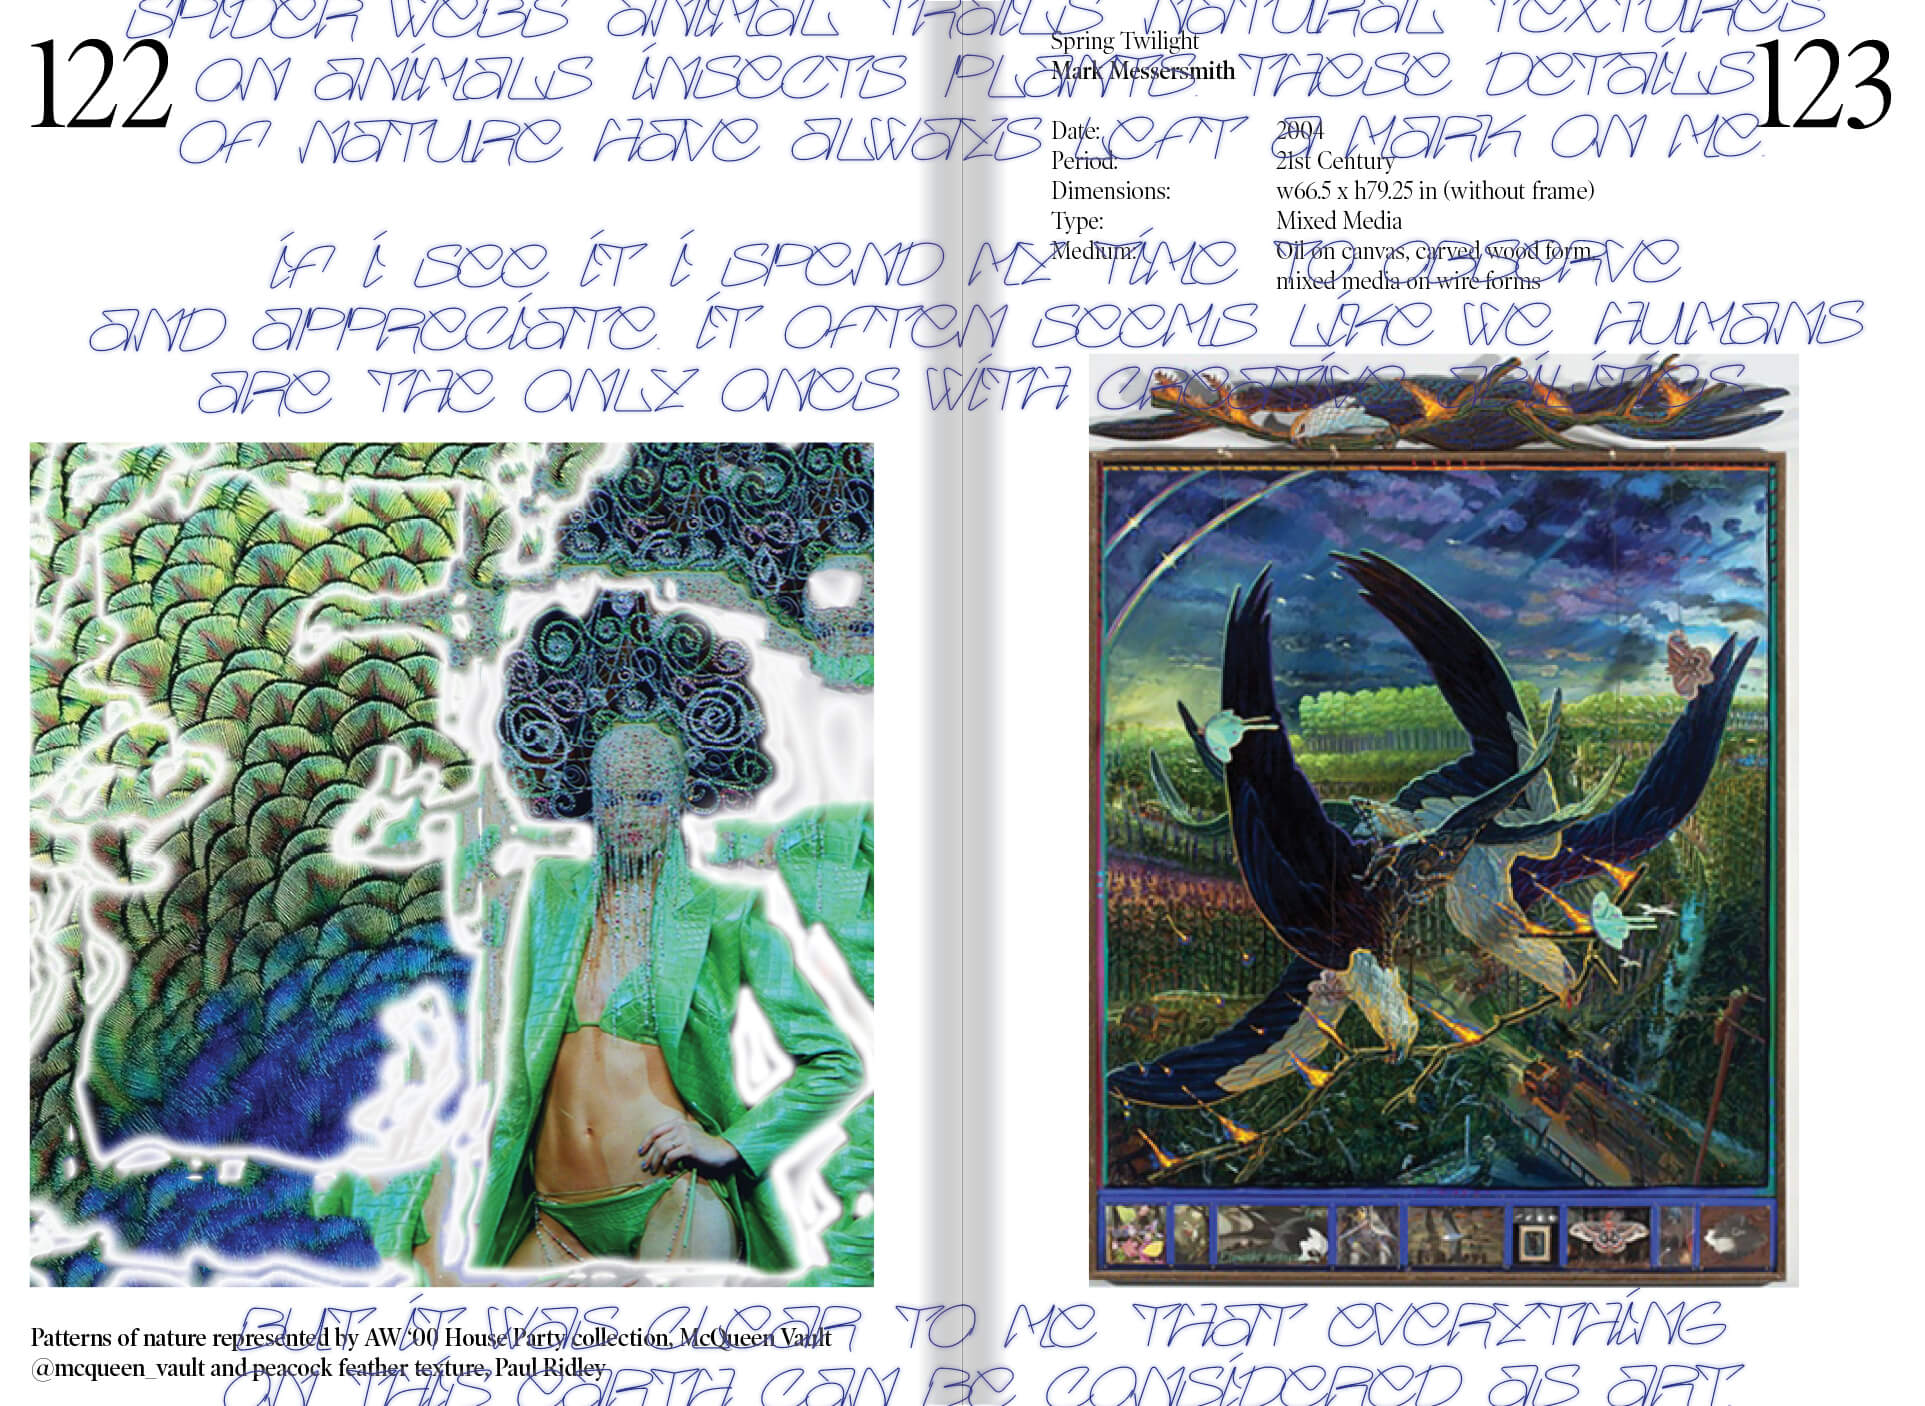 SPIDER WEBS ANIMAL TRAILS NATURAL TEXTURES
ON ANIMALS INSECTS PLANTS. THOSE DETAILS
OF NATURE HAVE ALWAYS LEFT A MARK ON ME.
122
123
Spring Twilight
Mark Messersmith
Date: 2004
Period: 21st Century
Dimensions: w66.5 x h79.25 in (without frame)
Type: Mixed Media
Medium: Oil on canvas, carved wood form,
mixed media on wire forms
IF I SEE IT I SPEND MY TIME TO OBSERVE
AND APPRECIATE. IT OFTEN SEEMS LIKE WE HUMANS
ARE THE ONLY ONES WITH CREATIVE ABILITIES
BUT IT WAS CLEAR TO ME THAT EVERYTHING
ON THIS EARTH CAN BE CONSIDERED AS ART.
Patterns of nature represented by AW '00 House Party collection, McQueen Vault
@mcqueen_vault and peacock feather texture, Paul Ridley